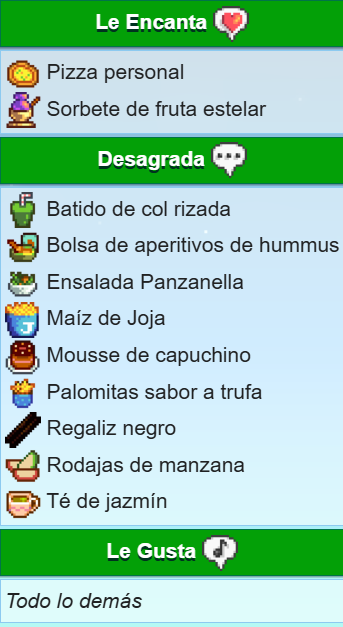 Le Encanta
Pizza personal
Sorbete de fruta estelar
Desagrada
Batido de col rizada
Bolsa de aperitivos de hummus
Ensalada Panzanella
Maíz de Joja
Mousse de capuchino
Palomitas sabor a trufa
Regaliz negro
Rodajas de manzana
Té de jazmín
Le Gusta
Todo lo demás